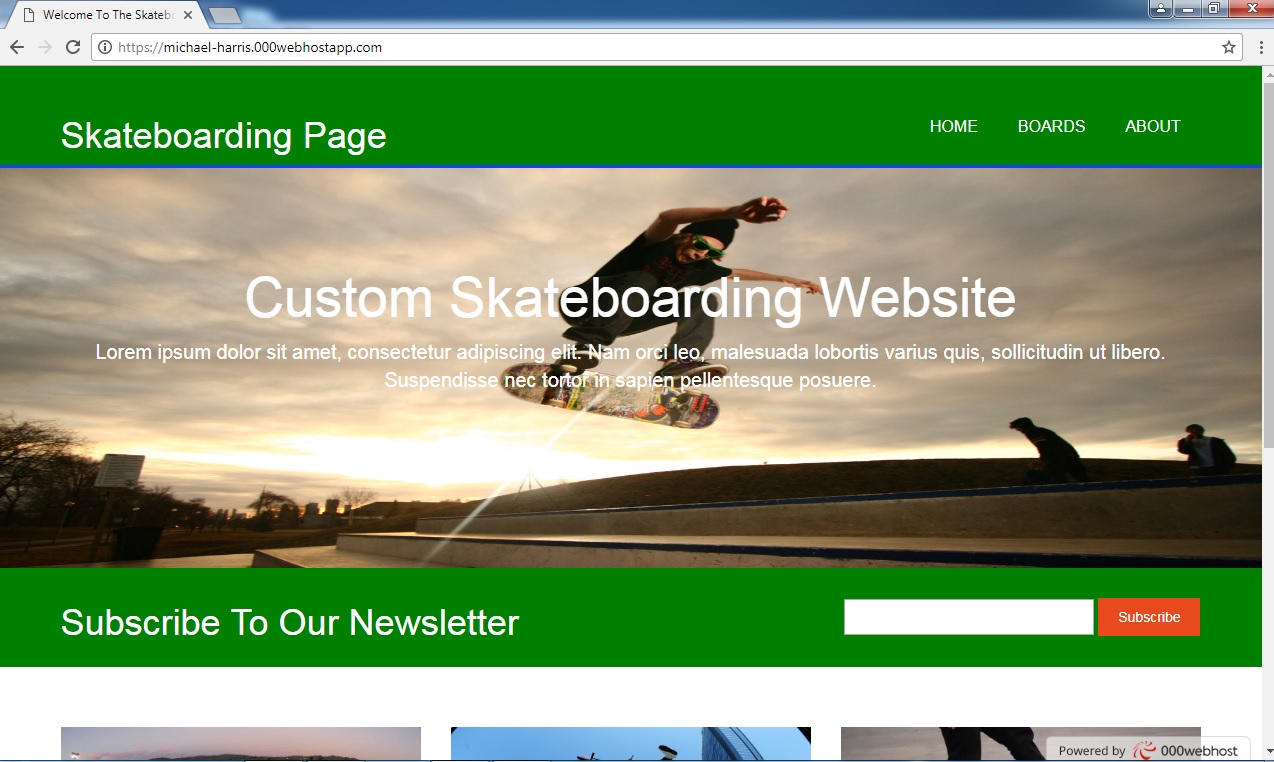 Welcome To The Skateb
https://michael-harris.000webhostapp.com
Skateboarding Page
HOME BOARDS ABOUT
Custom Skateboarding Website
Lorem ipsum dolor sit amet, consectetur adipiscing elit. Nam orci leo, malesuada lobortis varius quis, sollicitudin ut libero.
Suspendisse nec tortor in sapien pellentesque posuere.
Subscribe To Our Newsletter
Subscribe
Powered by 000webhost